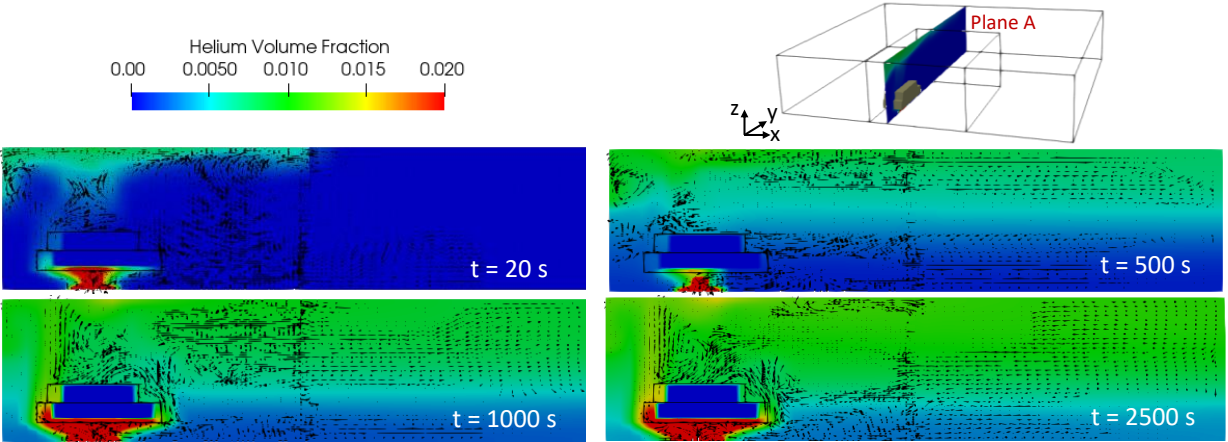 Helium Volume Fraction
0.00 0.0050 0.010 0.015 0.020
Plane A
z
y
x
t = 20 s
t = 500 s
t = 1000 s
t = 2500 s